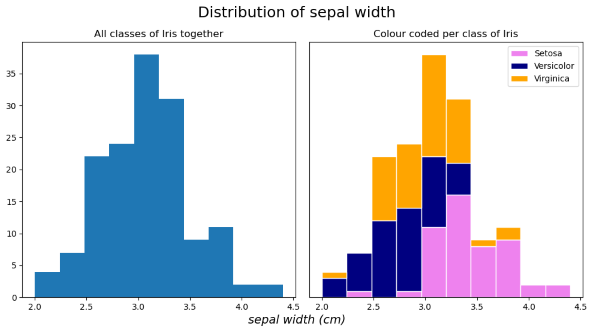 Distribution of sepal width
All classes of Iris together
Colour coded per class of Iris
35
30
25
20
15
10
5
0
2.0 2.5 3.0 3.5 4.0 4.5
Setosa
Versicolor
Virginica
2.0 2.5 3.0 3.5 4.0 4.5
sepal width (cm)